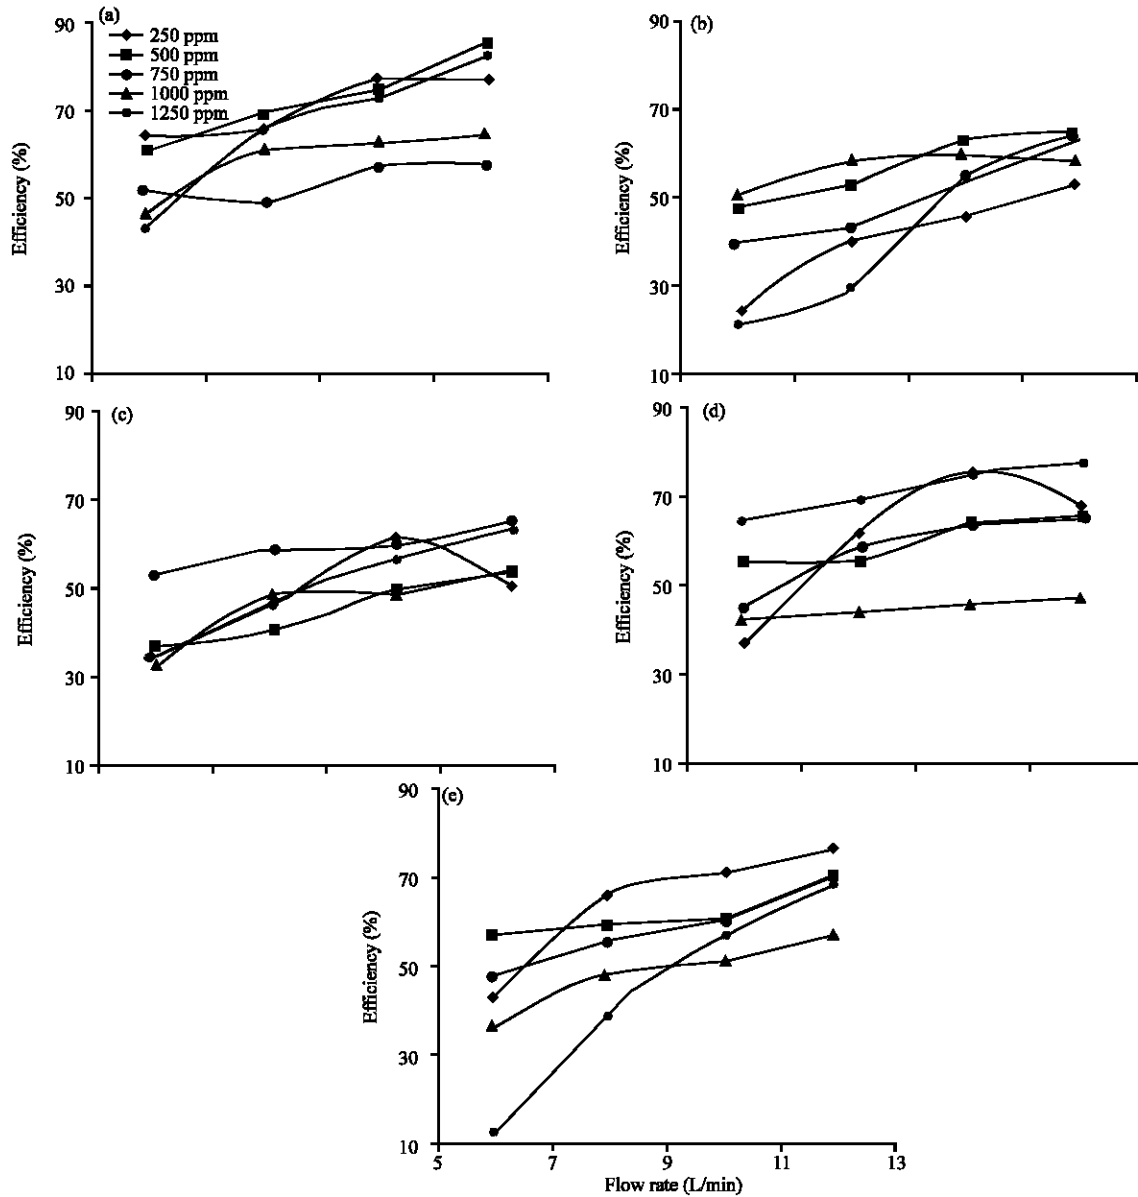 (a)
90
70
50
30
10
Efficiency (%)
250 ppm
500 ppm
750 ppm
1000 ppm
1250 ppm
(b)
90
70
50
30
10
Efficiency (%)
(c)
90
70
50
30
10
Efficiency (%)
(d)
90
70
50
30
10
Efficiency (%)
(e)
90
70
50
30
10
Efficiency (%)
5 7 9 11 13
Flow rate (L/min)